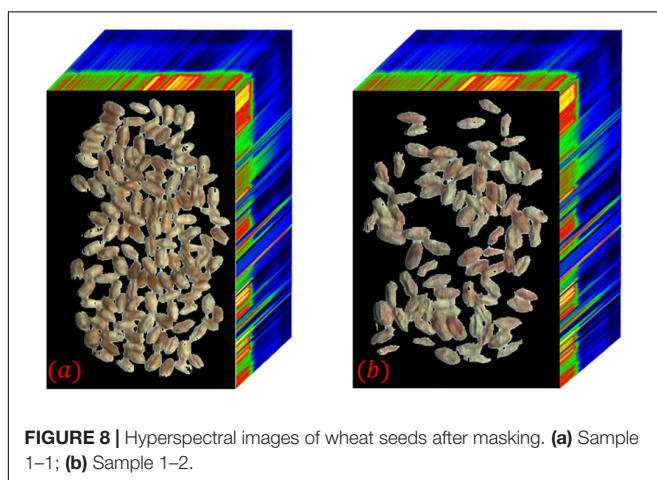 (a)
(b)
FIGURE 8 | Hyperspectral images of wheat seeds after masking. (a) Sample
1–1; (b) Sample 1–2.